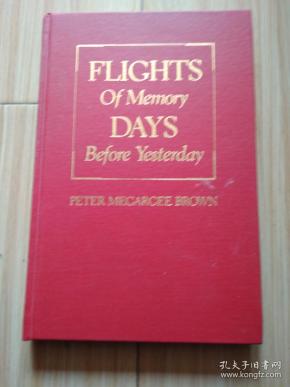 FLIGHTS
Of Memory
DAYS
Before Yesterday
PETER MEGARGEE BROWN
孔夫子旧书网